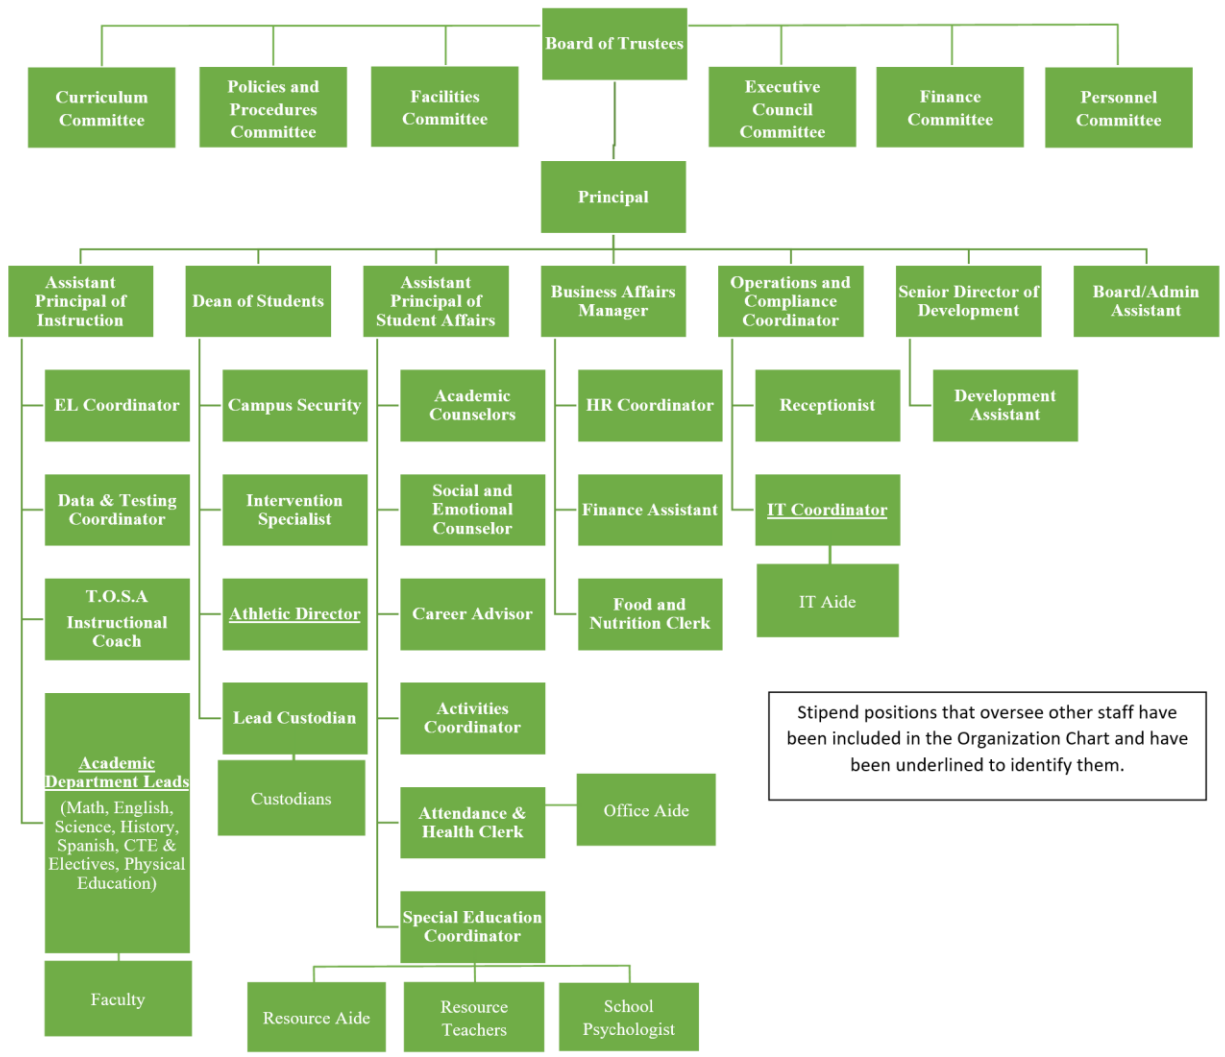 Board of Trustees
Curriculum
Committee
Policies and
Procedures
Committee
Facilities
Committee
Executive
Council
Committee
Finance
Committee
Personnel
Committee
Principal
Assistant
Principal of
Instruction
Dean of Students
Assistant
Principal of
Student Affairs
Business Affairs
Manager
Operations and
Compliance
Coordinator
Senior Director of
Development
Board/Admin
Assistant
EL Coordinator
Campus Security
Academic
Counselors
HR Coordinator
Receptionist
Development
Assistant
Data & Testing
Coordinator
Intervention
Specialist
Social and
Emotional
Counselor
Finance Assistant
IT Coordinator
IT Aide
T.O.S.A
Instructional
Coach
Athletic Director
Career Advisor
Food and
Nutrition Clerk
Academic
Department Leads
(Math, English,
Science, History,
Spanish, CTE &
Electives, Physical
Education)
Lead Custodian
Custodians
Activities
Coordinator
Stipend positions that oversee other staff have
been included in the Organization Chart and have
been underlined to identify them.
Attendance &
Health Clerk
Office Aide
Special Education
Coordinator
Faculty
Resource Aide
Resource
Teachers
School
Psychologist